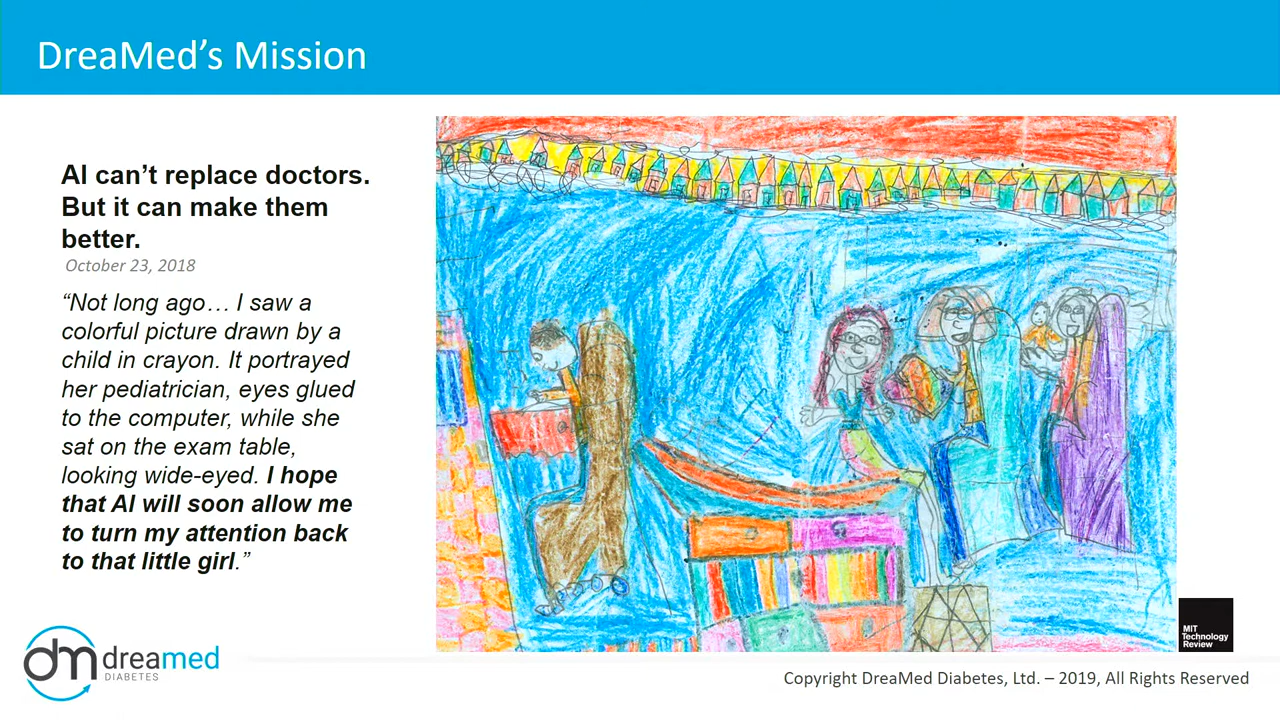 DreaMed’s Mission
AI can’t replace doctors.
But it can make them
better.
October 23, 2018
“Not long ago… I saw a
colorful picture drawn by a
child in crayon. It portrayed
her pediatrician, eyes glued
to the computer, while she
sat on the exam table,
looking wide-eyed. I hope
that AI will soon allow me
to turn my attention back
to that little girl.”
MIT
Technology
Review
dm dreamed
DIABETES
Copyright DreaMed Diabetes, Ltd. – 2019, All Rights Reserved